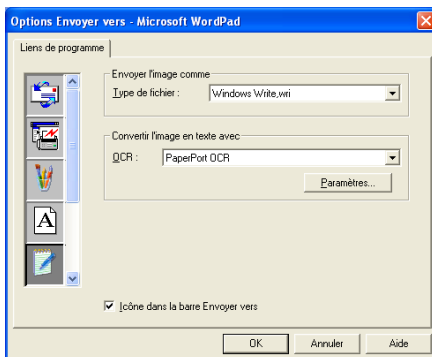 Options Envoyer vers - Microsoft WordPad
Liens de programme
Envoyer l'image comme
Type de fichier :
Windows Write,wri
Convertir l'image en texte avec
OCR :
PaperPort OCR
Paramètres...
A
Icône dans la barre Envoyer vers
OK
Annuler
Aide